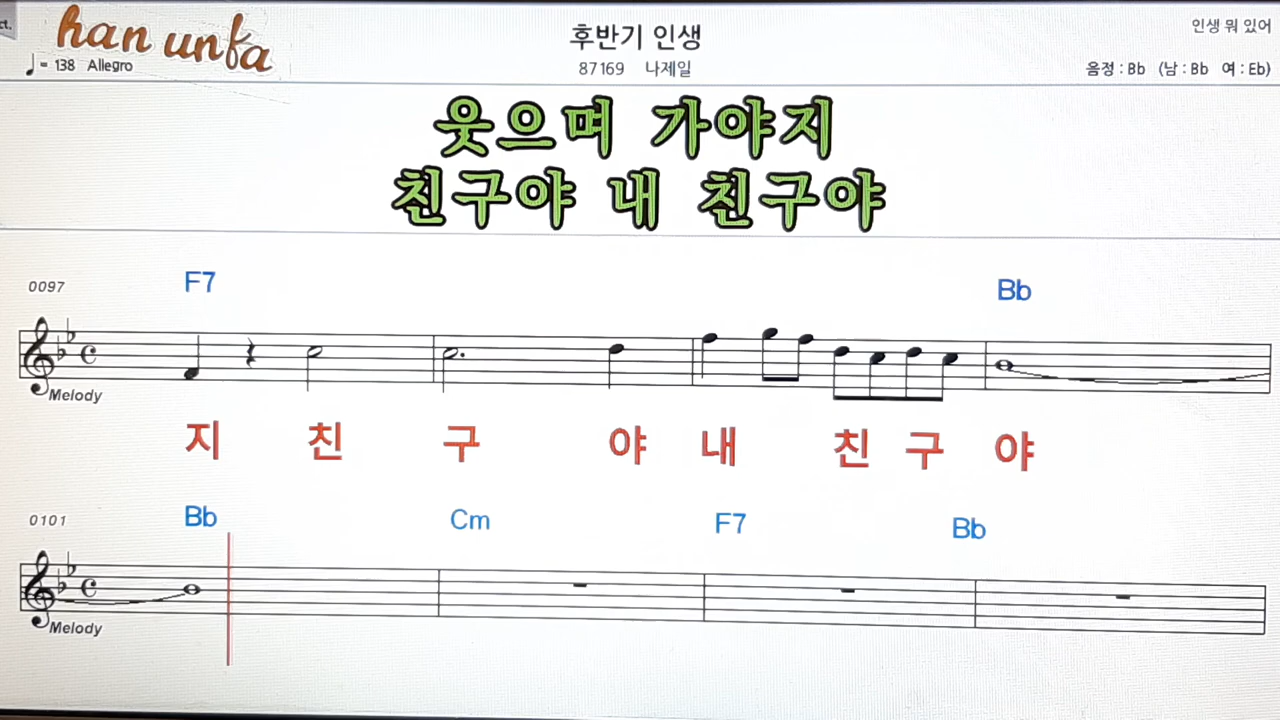 ct.
han unfa
♩= 138 Allegro
후반기 인생
87169 나제일
인생 뭐 있어
음정 : Bb (남 : Bb 여 : Eb)
웃으며 가야지
친구야 내 친구야
0097
F7 Bb
Melody
지 친 구 야 내 친 구 야
0101
Bb Cm F7 Bb
Melody